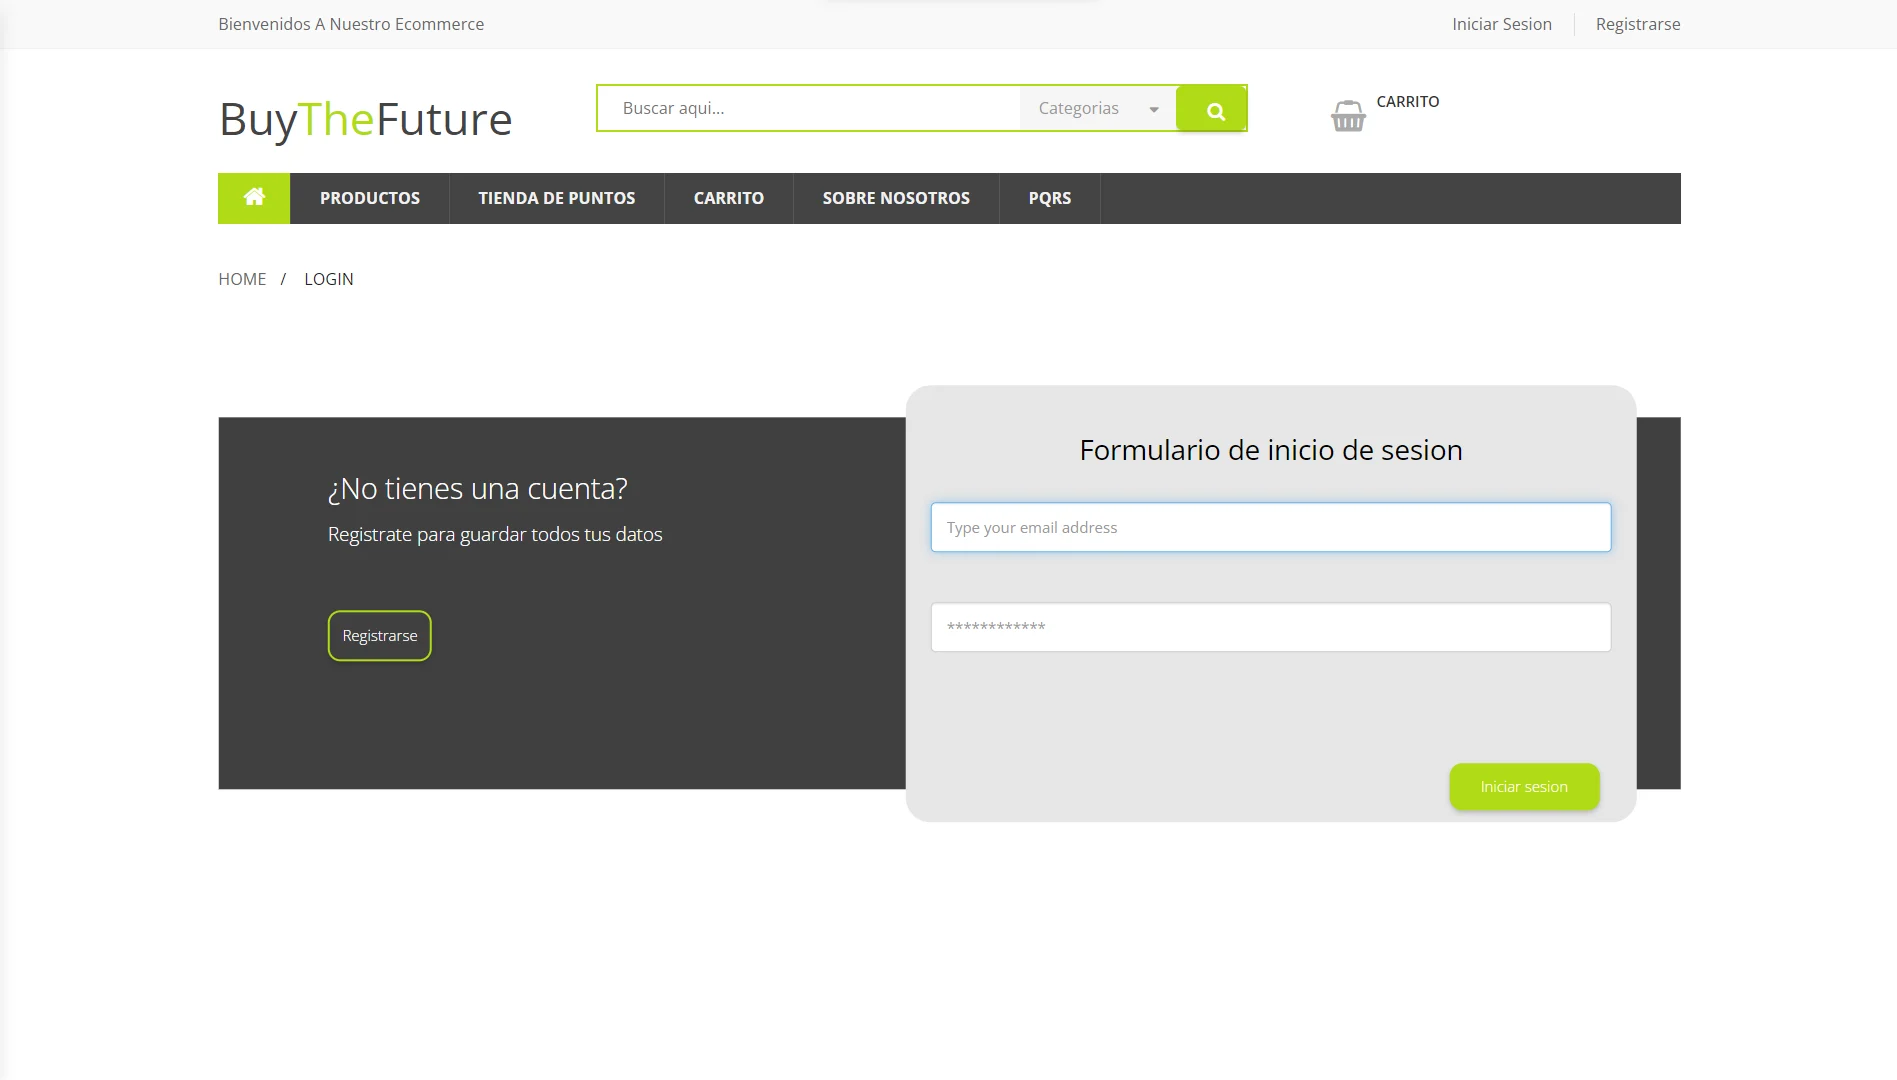 Bienvenidos A Nuestro Ecommerce
Iniciar Sesion
Registrarse
BuyTheFuture
Buscar aqui...
Categorias
CARRITO
PRODUCTOS
TIENDA DE PUNTOS
CARRITO
SOBRE NOSOTROS
PQRS
HOME / LOGIN
¿No tienes una cuenta?
Registrate para guardar todos tus datos
Registrarse
Formulario de inicio de sesion
Type your email address
************
Iniciar sesion